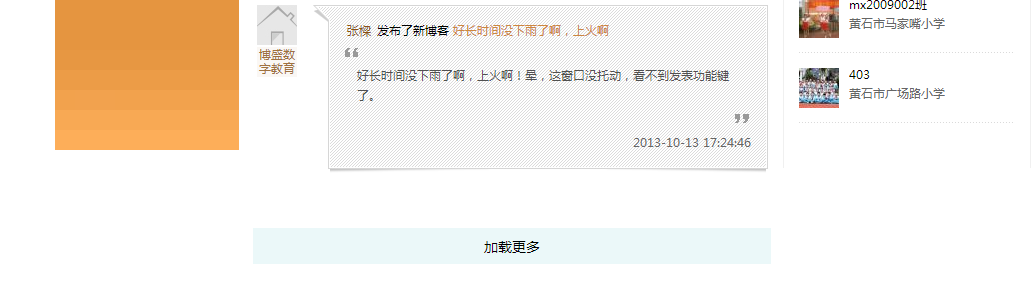 博盛数
字教育
张樑 发布了新博客 好长时间没下雨了啊，上火啊
好长时间没下雨了啊，上火啊！晕，这窗口没托动，看不到发表功能键
了。
2013-10-13 17:24:46
加载更多
mx2009002班
黄石市马家嘴小学
403
黄石市广场路小学